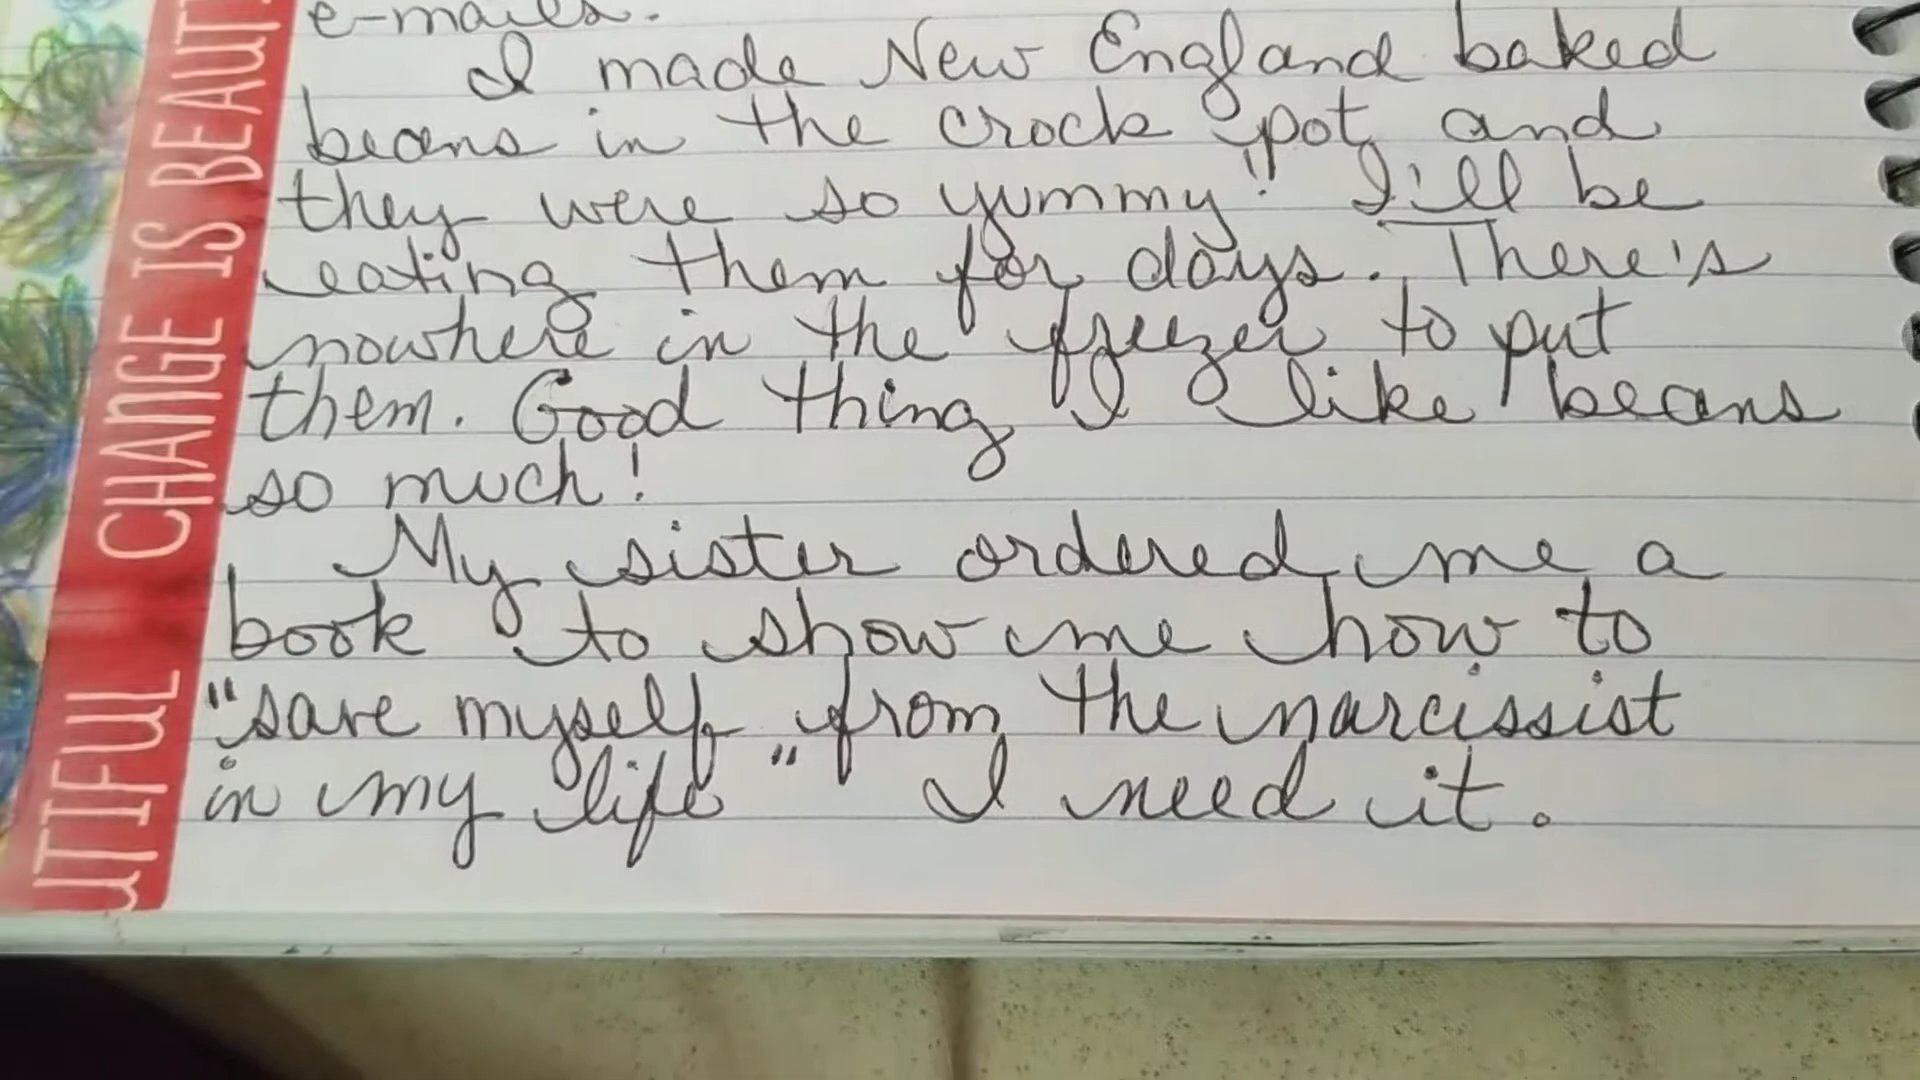 e-mails.
I made New England baked
beans in the crock pot and
they were so yummy! I'll be
eating them for days. There's
nowhere in the freezer to put
them. Good thing I like beans
so much!
My sister ordered me a
book to show me how to
"save myself from the narcissist
in my life" I need it.
UTIFUL CHANGE IS BEAUT